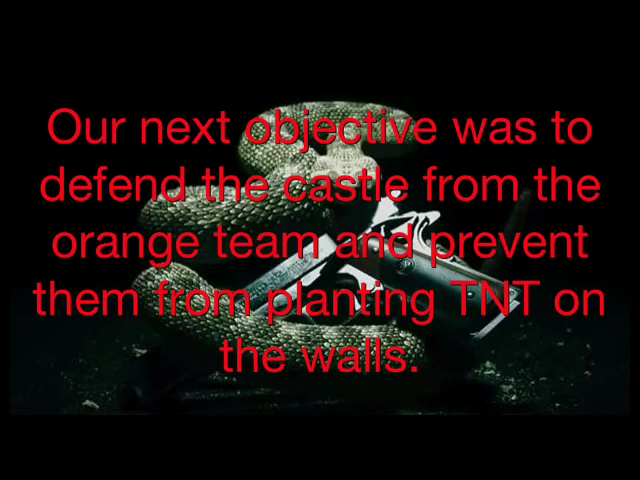 Our next objective was to
defend the castle from the
orange team and prevent
them from planting TNT on
the walls.